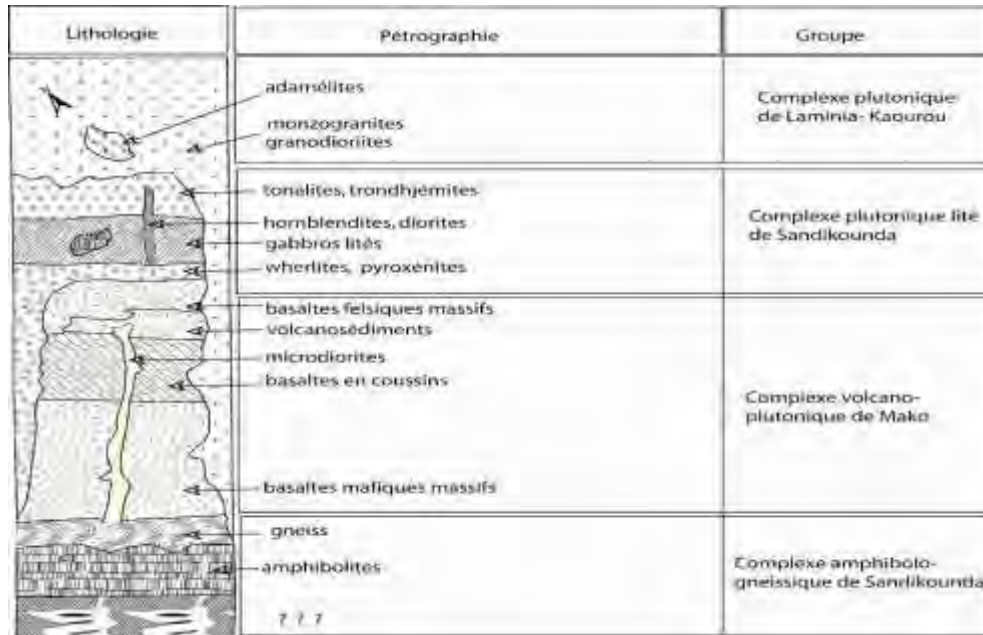 Lithologie
Pétrographie
Groupe
adamélites
monzogranites
granodioriites
Complexe plutonique
de Laminia- Kaourou
tonalites, trondhjémites
hornblendites, diorites
gabbros lités
wherlites, pyroxénites
Complexe plutonique lité
de Sandikounda
basaltes felsiques massifs
volcanosédiments
microdiorites
basaltes en coussins
basaltes mafiques massifs
Complexe volcano-
plutonique de Mako
gneiss
amphibolites
? ? ?
Complexe amphibolo-
gneissique de Sandikounda